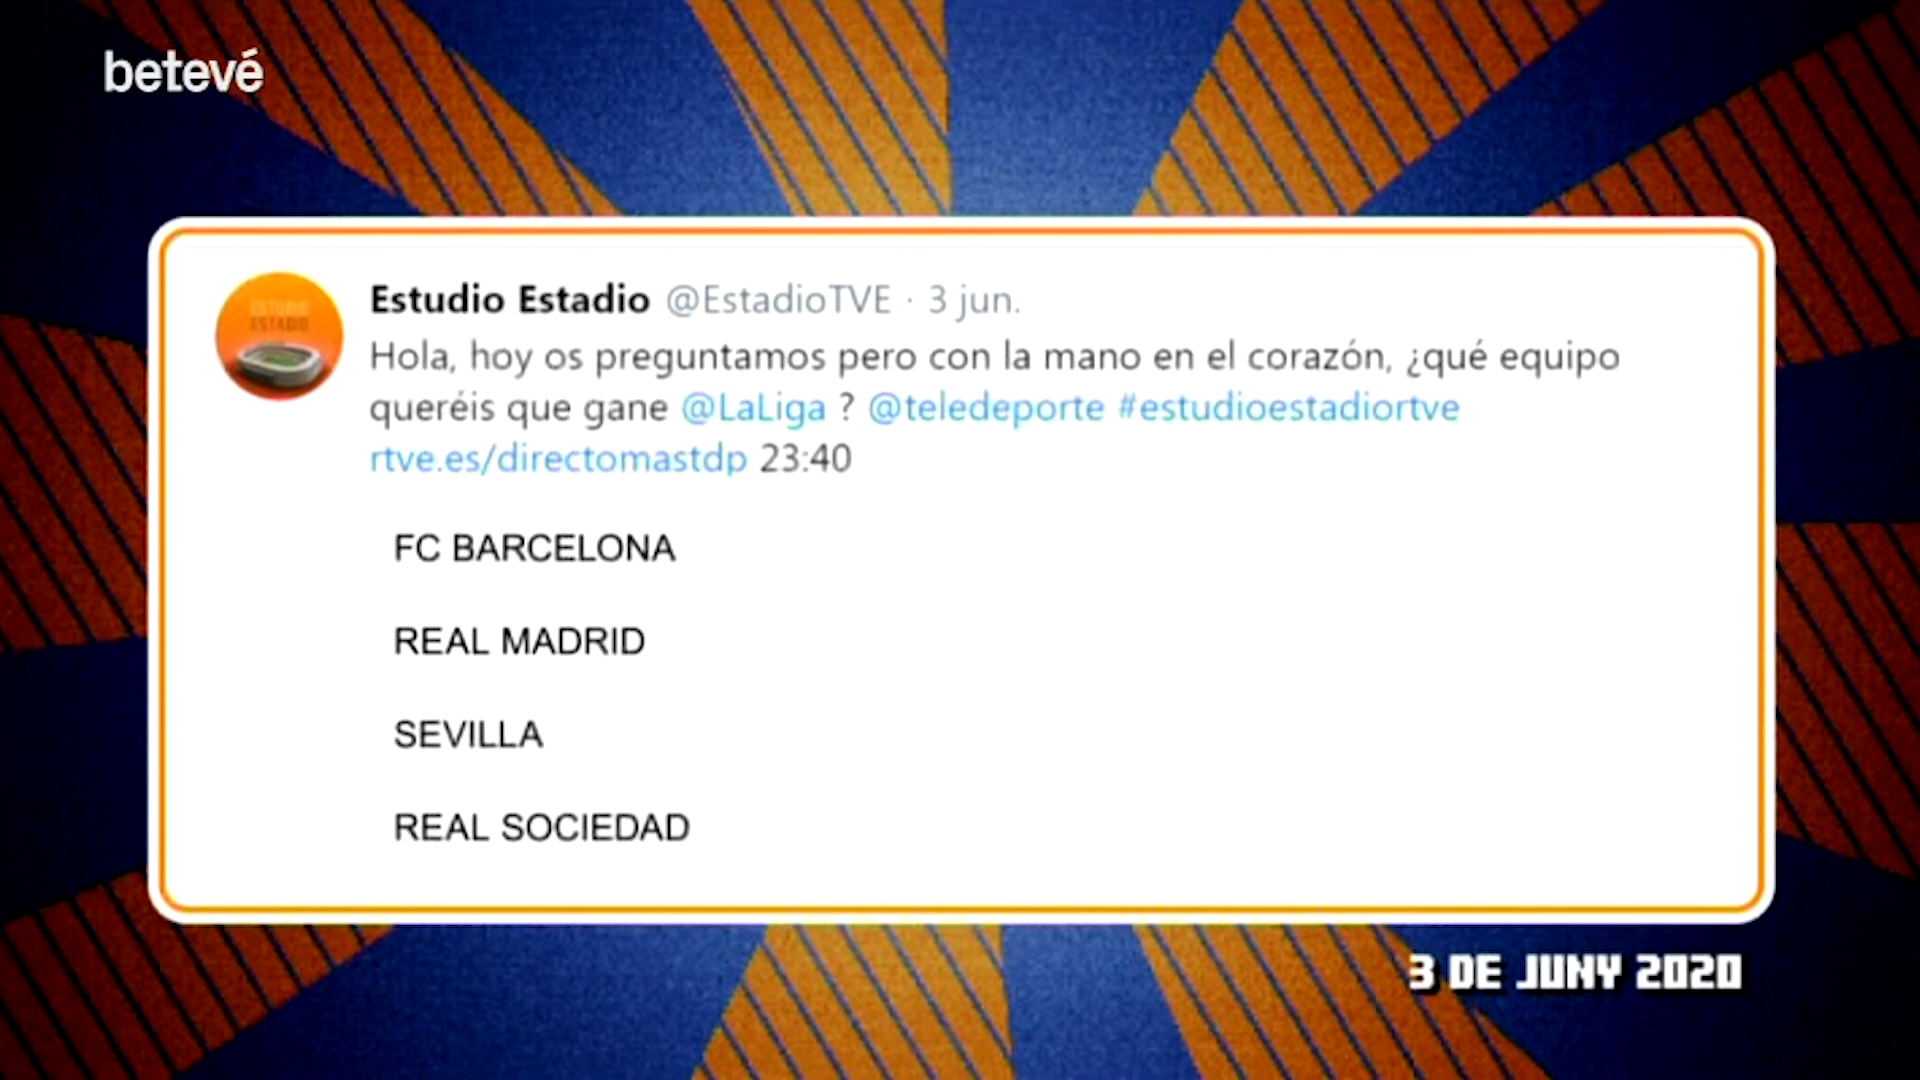 betevé
ESTUDIO
ESTADIO
Estudio Estadio @EstadioTVE · 3 jun.
Hola, hoy os preguntamos pero con la mano en el corazón, ¿qué equipo
queréis que gane @LaLiga ? @teledeporte #estudioestadiortve
rtve.es/directomastdp 23:40
FC BARCELONA
REAL MADRID
SEVILLA
REAL SOCIEDAD
3 DE JUNY 2020